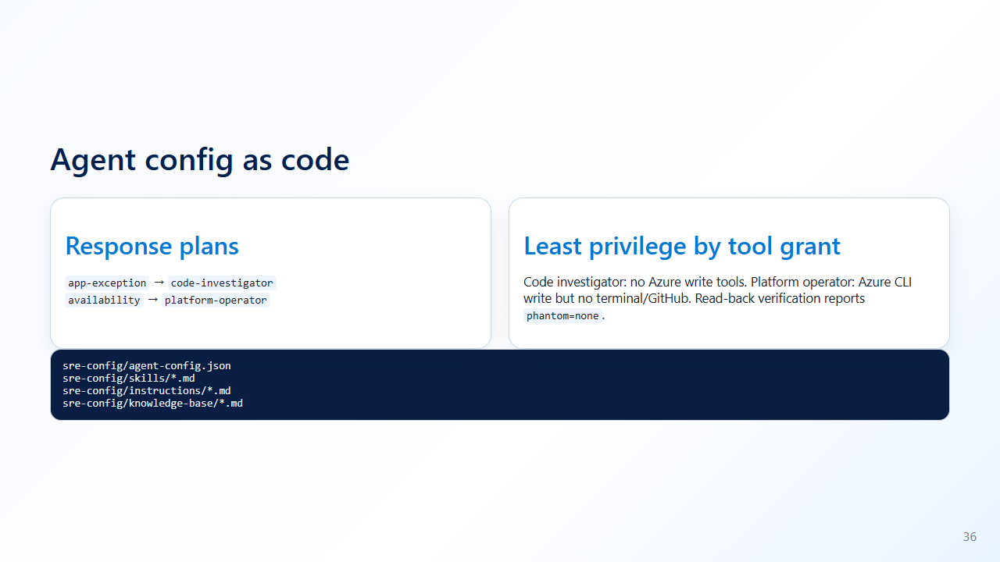 Agent config as code
Response plans
app-exception → code-investigator
availability → platform-operator
Least privilege by tool grant
Code investigator: no Azure write tools. Platform operator: Azure CLI
write but no terminal/GitHub. Read-back verification reports
phantom=none.
sre-config/agent-config.json
sre-config/skills/*.md
sre-config/instructions/*.md
sre-config/knowledge-base/*.md
36